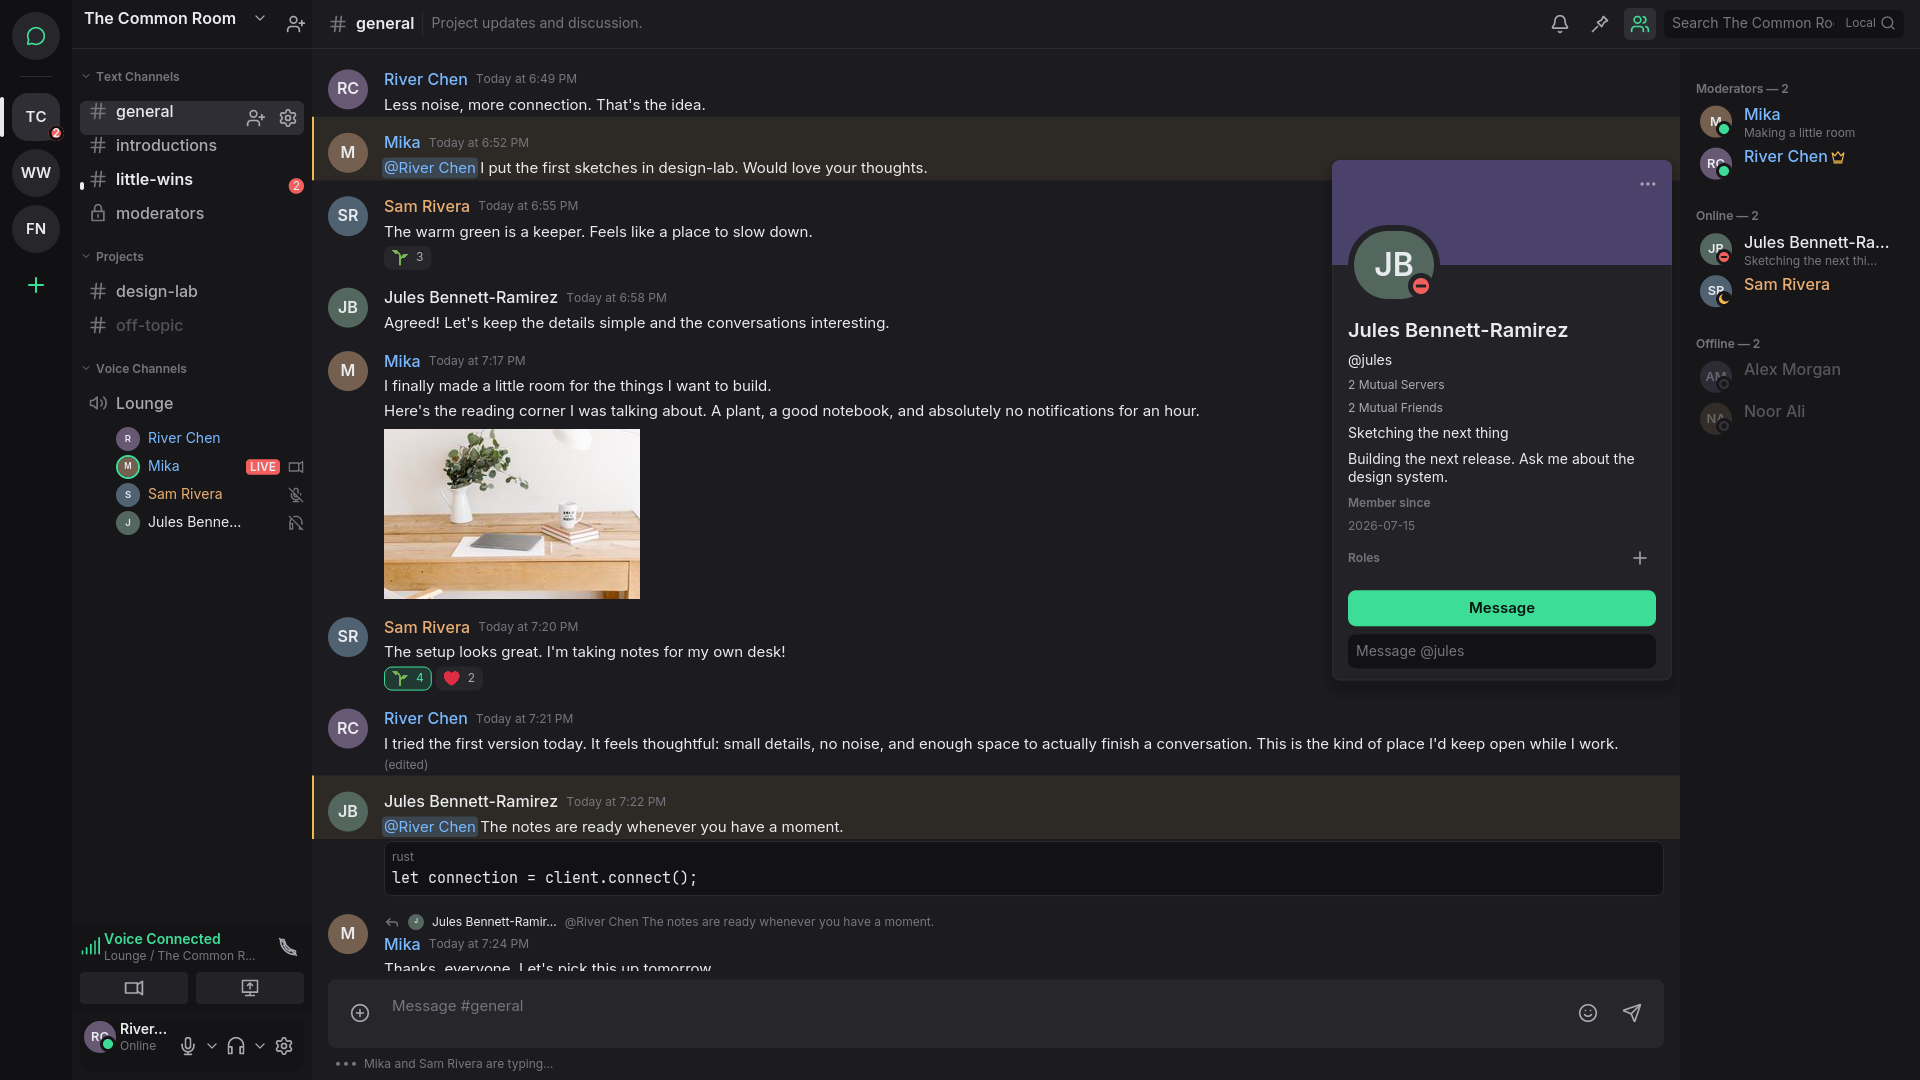 The Common Room
general
Project updates and discussion.
Search The Common Ro
Local
TC
2
WW
FN
Text Channels
general
introductions
little-wins
2
moderators
Projects
design-lab
off-topic
Voice Channels
Lounge
R
River Chen
M
Mika
LIVE
S
Sam Rivera
J
Jules Benne...
Voice Connected
Lounge / The Common R...
RC
River...
Online
RC
River Chen Today at 6:49 PM
Less noise, more connection. That's the idea.
M
Mika Today at 6:52 PM
@River Chen I put the first sketches in design-lab. Would love your thoughts.
SR
Sam Rivera Today at 6:55 PM
The warm green is a keeper. Feels like a place to slow down.
3
JB
Jules Bennett-Ramirez Today at 6:58 PM
Agreed! Let's keep the details simple and the conversations interesting.
M
Mika Today at 7:17 PM
I finally made a little room for the things I want to build.
Here's the reading corner I was talking about. A plant, a good notebook, and absolutely no notifications for an hour.
SR
Sam Rivera Today at 7:20 PM
The setup looks great. I'm taking notes for my own desk!
4
2
RC
River Chen Today at 7:21 PM
I tried the first version today. It feels thoughtful: small details, no noise, and enough space to actually finish a conversation. This is the kind of place I'd keep open while I work.
(edited)
JB
Jules Bennett-Ramirez Today at 7:22 PM
@River Chen The notes are ready whenever you have a moment.
rust
let connection = client.connect();
J
Jules Bennett-Ramir... @River Chen The notes are ready whenever you have a moment.
M
Mika Today at 7:24 PM
Thanks, everyone. Let's pick this up tomorrow.
Message #general
Mika and Sam Rivera are typing...
JB
Jules Bennett-Ramirez
@jules
2 Mutual Servers
2 Mutual Friends
Sketching the next thing
Building the next release. Ask me about the
design system.
Member since
2026-07-15
Roles
Message
Message @jules
Moderators — 2
M
Mika
Making a little room
RC
River Chen
Online — 2
JB
Jules Bennett-Ra...
Sketching the next thi...
SR
Sam Rivera
Offline — 2
AM
Alex Morgan
NA
Noor Ali